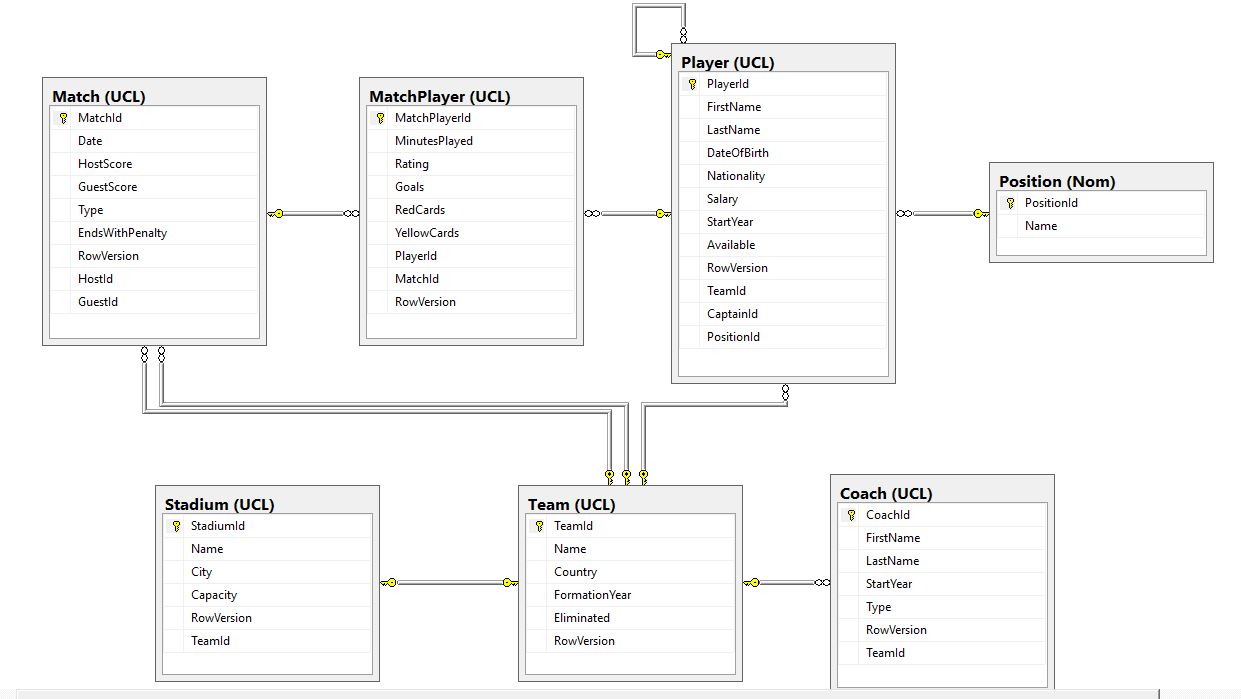 Match (UCL)
MatchId
Date
HostScore
GuestScore
Type
EndsWithPenalty
RowVersion
HostId
GuestId
MatchPlayer (UCL)
MatchPlayerId
MinutesPlayed
Rating
Goals
RedCards
YellowCards
PlayerId
MatchId
RowVersion
Player (UCL)
PlayerId
FirstName
LastName
DateOfBirth
Nationality
Salary
StartYear
Available
RowVersion
TeamId
CaptainId
PositionId
Position (Nom)
PositionId
Name
Stadium (UCL)
StadiumId
Name
City
Capacity
RowVersion
TeamId
Team (UCL)
TeamId
Name
Country
FormationYear
Eliminated
RowVersion
Coach (UCL)
CoachId
FirstName
LastName
StartYear
Type
RowVersion
TeamId